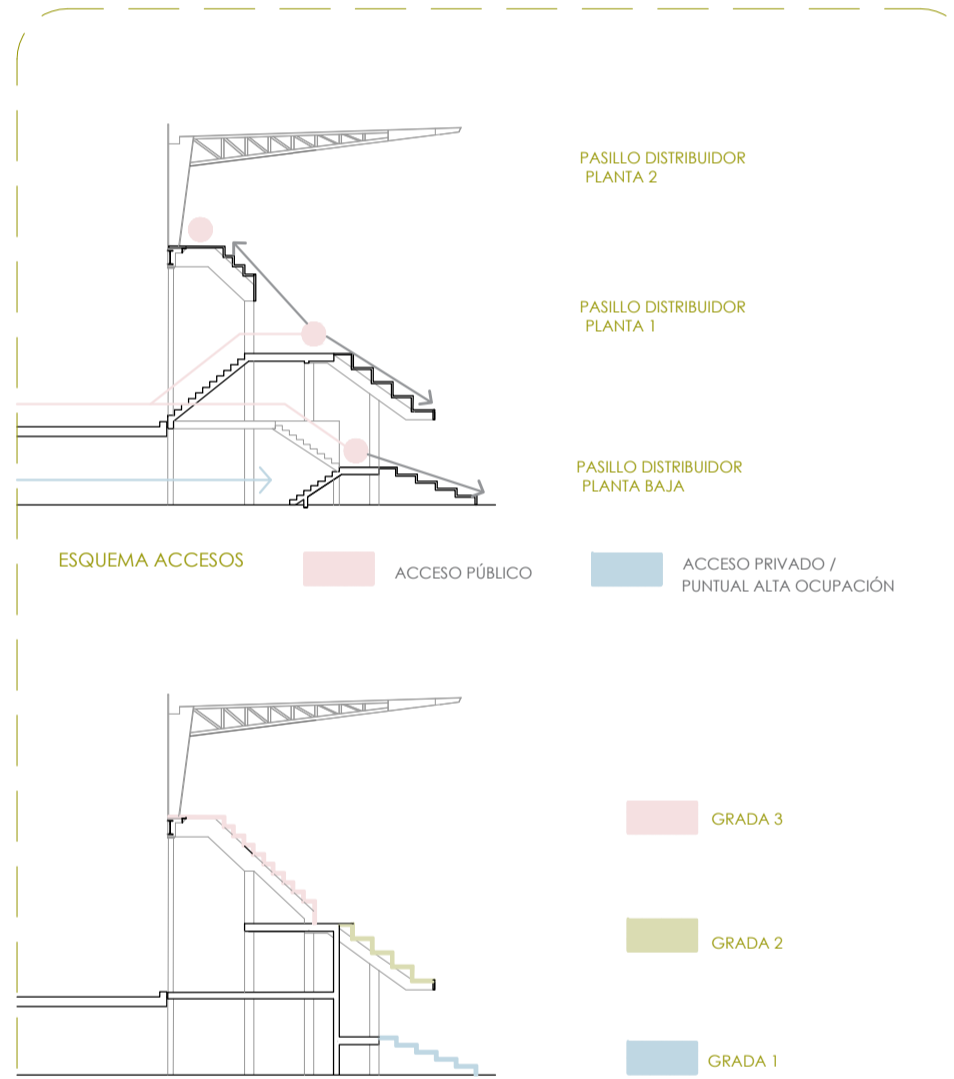 PASILLO DISTRIBUIDOR
PLANTA 2
PASILLO DISTRIBUIDOR
PLANTA 1
PASILLO DISTRIBUIDOR
PLANTA BAJA
ESQUEMA ACCESOS
ACCESO PÚBLICO
ACCESO PRIVADO /
PUNTUAL ALTA OCUPACIÓN
GRADA 3
GRADA 2
GRADA 1